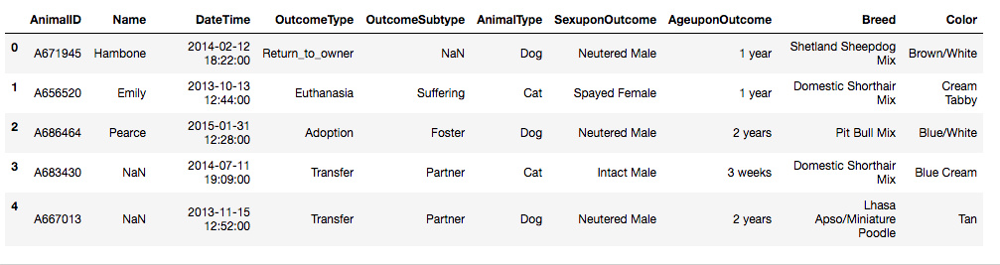 AnimalID Name DateTime OutcomeType OutcomeSubtype AnimalType SexuponOutcome AgeuponOutcome Breed Color
0 A671945 Hambone 2014-02-12 18:22:00 Return_to_owner NaN Dog Neutered Male 1 year Shetland Sheepdog Mix Brown/White
1 A656520 Emily 2013-10-13 12:44:00 Euthanasia Suffering Cat Spayed Female 1 year Domestic Shorthair Mix Cream Tabby
2 A686464 Pearce 2015-01-31 12:28:00 Adoption Foster Dog Neutered Male 2 years Pit Bull Mix Blue/White
3 A683430 NaN 2014-07-11 19:09:00 Transfer Partner Cat Intact Male 3 weeks Domestic Shorthair Mix Blue Cream
4 A667013 NaN 2013-11-15 12:52:00 Transfer Partner Dog Neutered Male 2 years Lhasa Apso/Miniature Poodle Tan